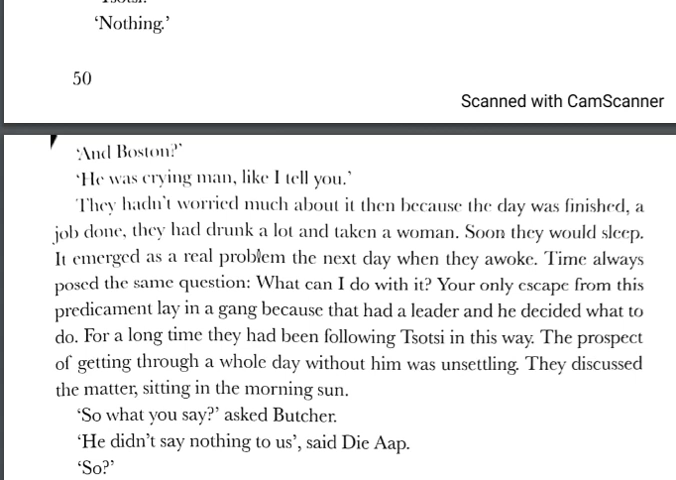 ‘Nothing.’
50
Scanned with CamScanner
‘And Boston?’
‘He was crying man, like I tell you.’
They hadn’t worried much about it then because the day was finished, a
job done, they had drunk a lot and taken a woman. Soon they would sleep.
It emerged as a real problem the next day when they awoke. Time always
posed the same question: What can I do with it? Your only escape from this
predicament lay in a gang because that had a leader and he decided what to
do. For a long time they had been following Tsotsi in this way. The prospect
of getting through a whole day without him was unsettling. They discussed
the matter, sitting in the morning sun.
‘So what you say?’ asked Butcher.
‘He didn’t say nothing to us’, said Die Aap.
‘So?’